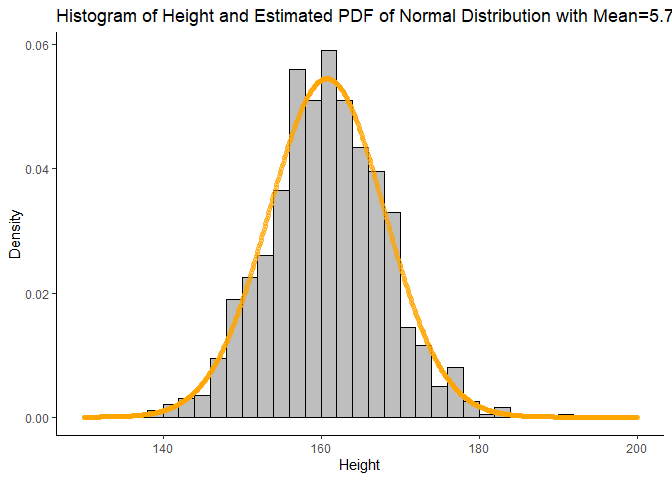 Histogram of Height and Estimated PDF of Normal Distribution with Mean=5.7
0.06
0.04
0.02
0.00
Density
140 160 180 200
Height